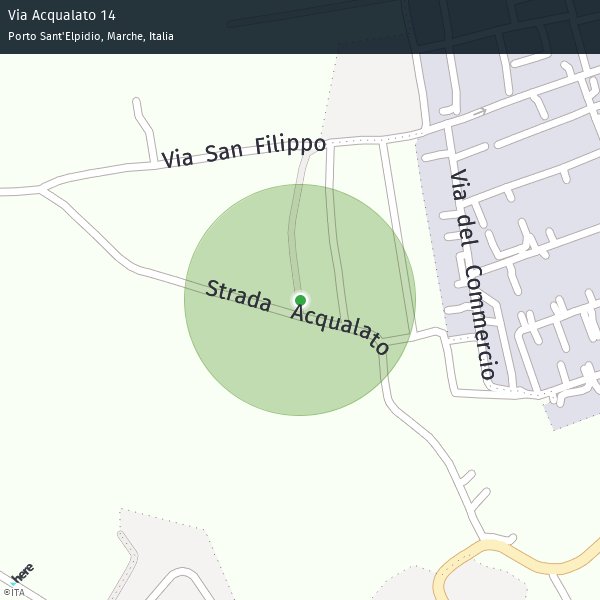 Via Acqualato 14
Porto Sant'Elpidio, Marche, Italia
Via San Filippo
Via del Commercio
Strada Acqualato
here
©ITA